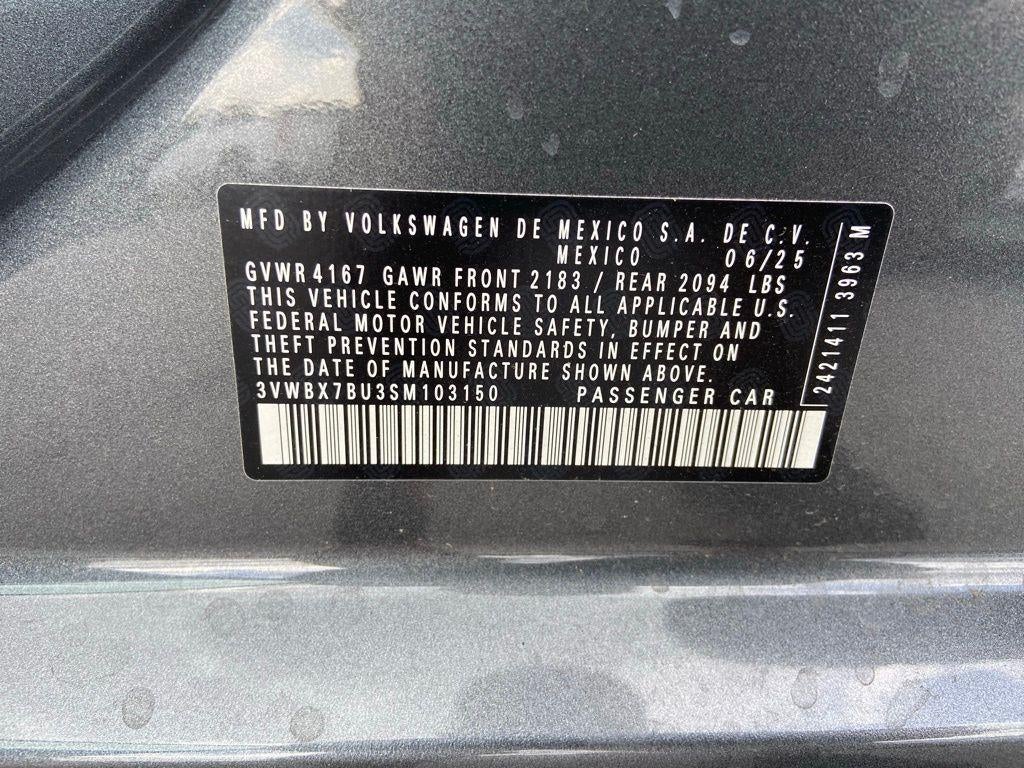 MFD BY VOLKSWAGEN DE MEXICO S.A. DE C.V.
MEXICO 06/25
GVWR 4167 GAWR FRONT 2183 / REAR 2094 LBS
THIS VEHICLE CONFORMS TO ALL APPLICABLE U.S.
FEDERAL MOTOR VEHICLE SAFETY, BUMPER AND
THEFT PREVENTION STANDARDS IN EFFECT ON
THE DATE OF MANUFACTURE SHOWN ABOVE.
3VWBX7BU3SM103150 PASSENGER CAR
2421411 3963 M